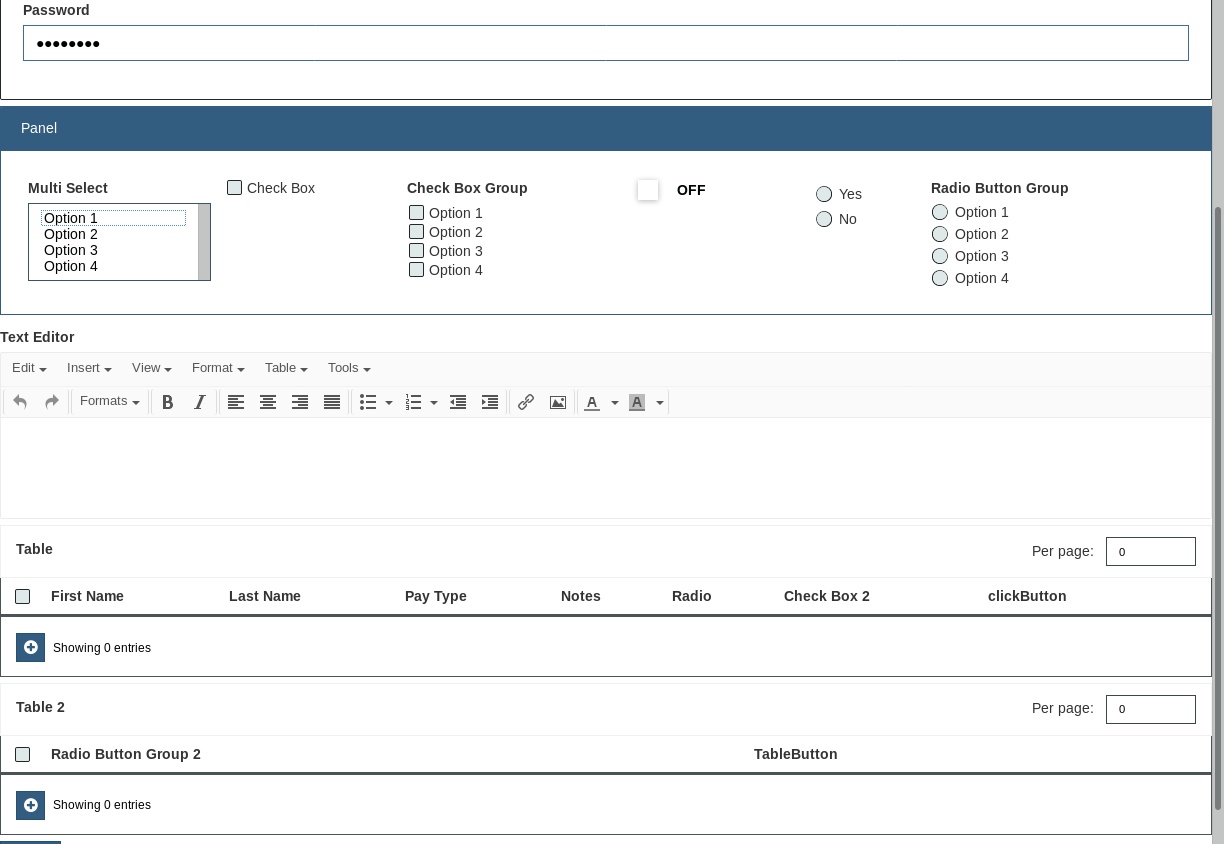 Password
●●●●●●●●
Panel
Multi Select
Option 1
Option 2
Option 3
Option 4
Check Box
Check Box Group
Option 1
Option 2
Option 3
Option 4
OFF
Yes
No
Radio Button Group
Option 1
Option 2
Option 3
Option 4
Text Editor
Edit Insert View Format Table Tools
Formats B I A A
Table Per page: 0
First Name Last Name Pay Type Notes Radio Check Box 2 clickButton
Showing 0 entries
Table 2 Per page: 0
Radio Button Group 2 TableButton
Showing 0 entries